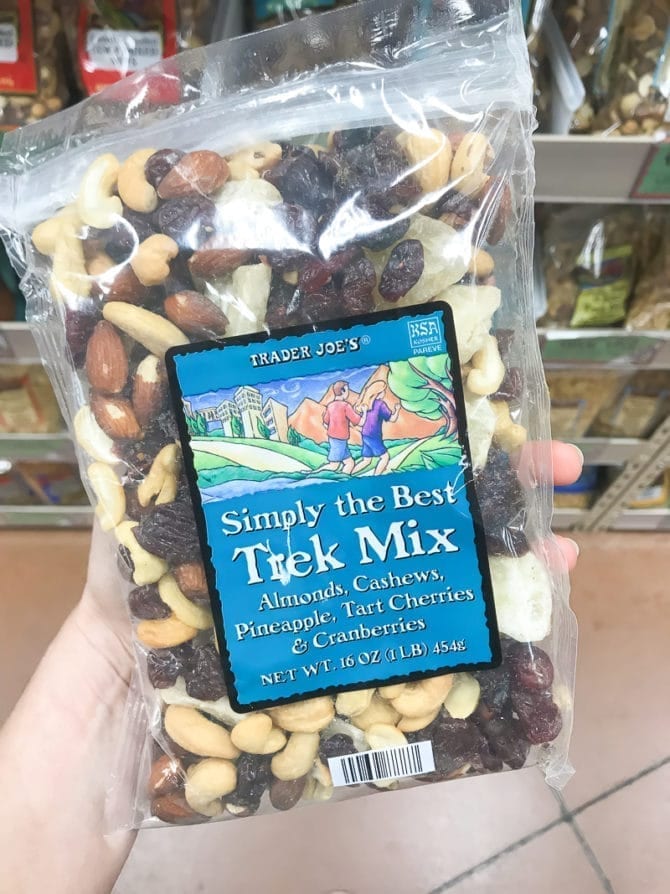 TRADER JOE'S®
KSA
KOSHER
PAREVE
Simply the Best
Trek Mix
Almonds, Cashews,
Pineapple, Tart Cherries
& Cranberries
NET WT. 16 OZ (1 LB) 454g